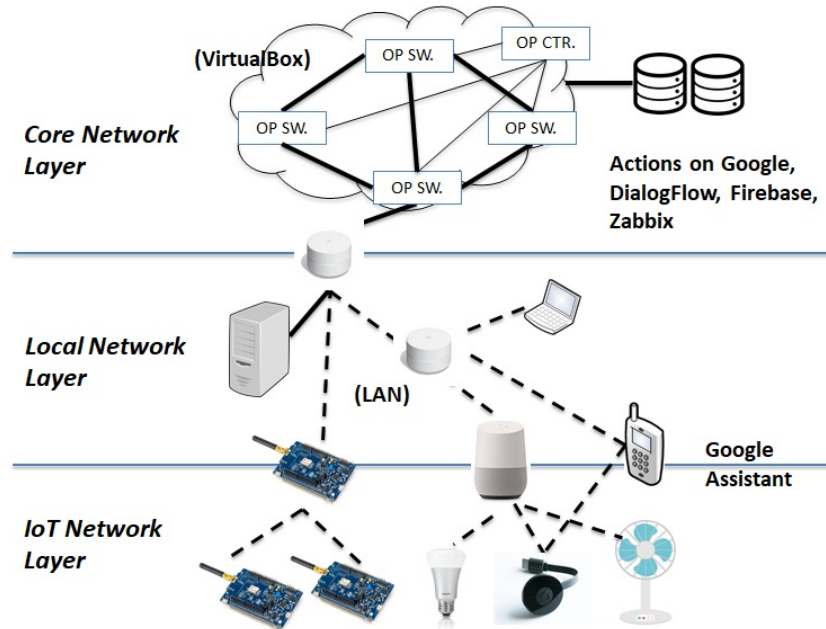 (VirtualBox)
OP SW.
OP CTR.
OP SW.
OP SW.
OP SW.
Core Network
Layer
Actions on Google,
DialogFlow, Firebase,
Zabbix
Local Network
Layer
(LAN)
Google
Assistant
IoT Network
Layer